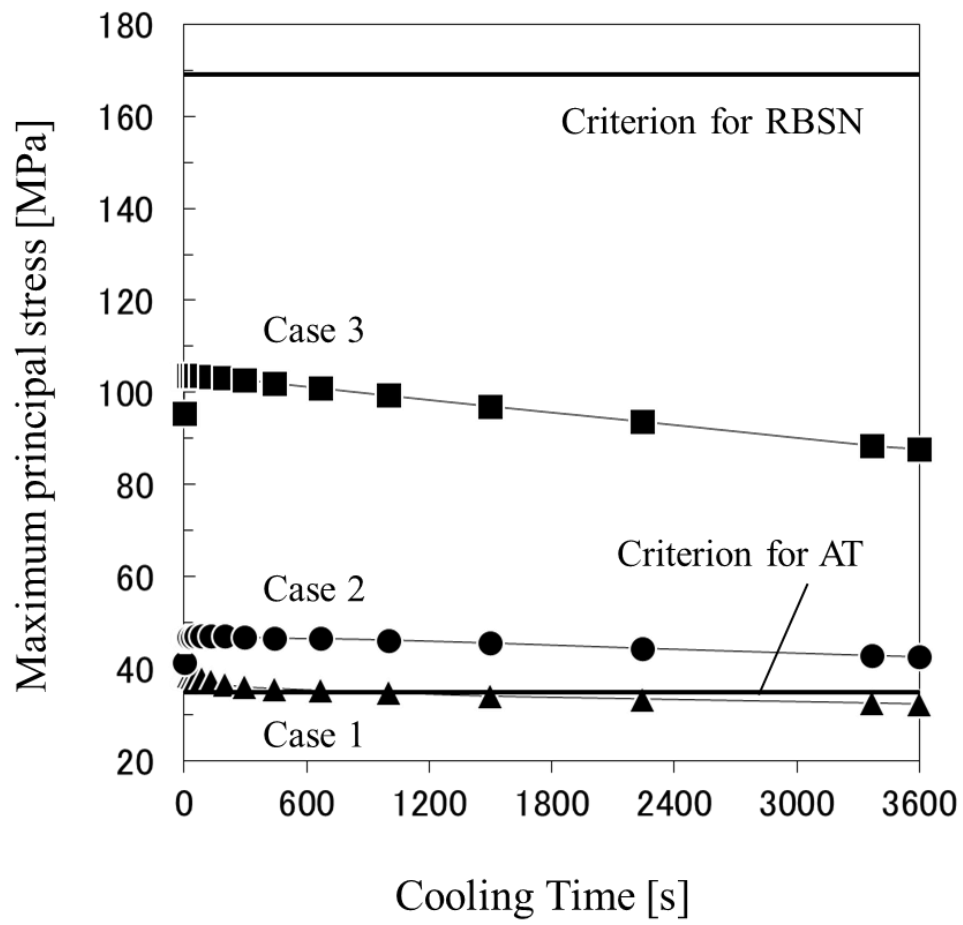 180
160
140
120
100
80
60
40
20
Maximum principal stress [MPa]
Criterion for RBSN
Case 3
Criterion for AT
Case 2
Case 1
0 600 1200 1800 2400 3000 3600
Cooling Time [s]